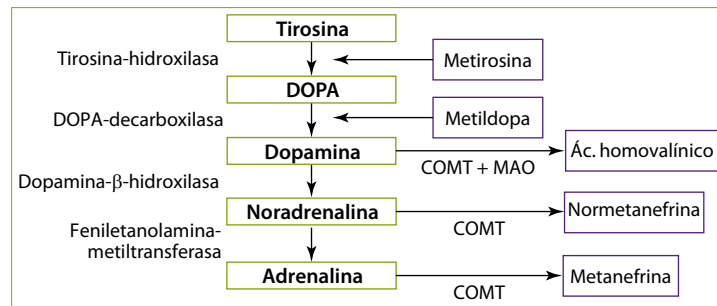 Tirosina
Tirosina-hidroxilasa
Metirosina
DOPA
DOPA-decarboxilasa
Metildopa
Dopamina
COMT + MAO
Ác. homovalínico
Dopamina-β-hidroxilasa
Noradrenalina
COMT
Normetanefrina
Feniletanolamina-
metiltransferasa
Adrenalina
COMT
Metanefrina